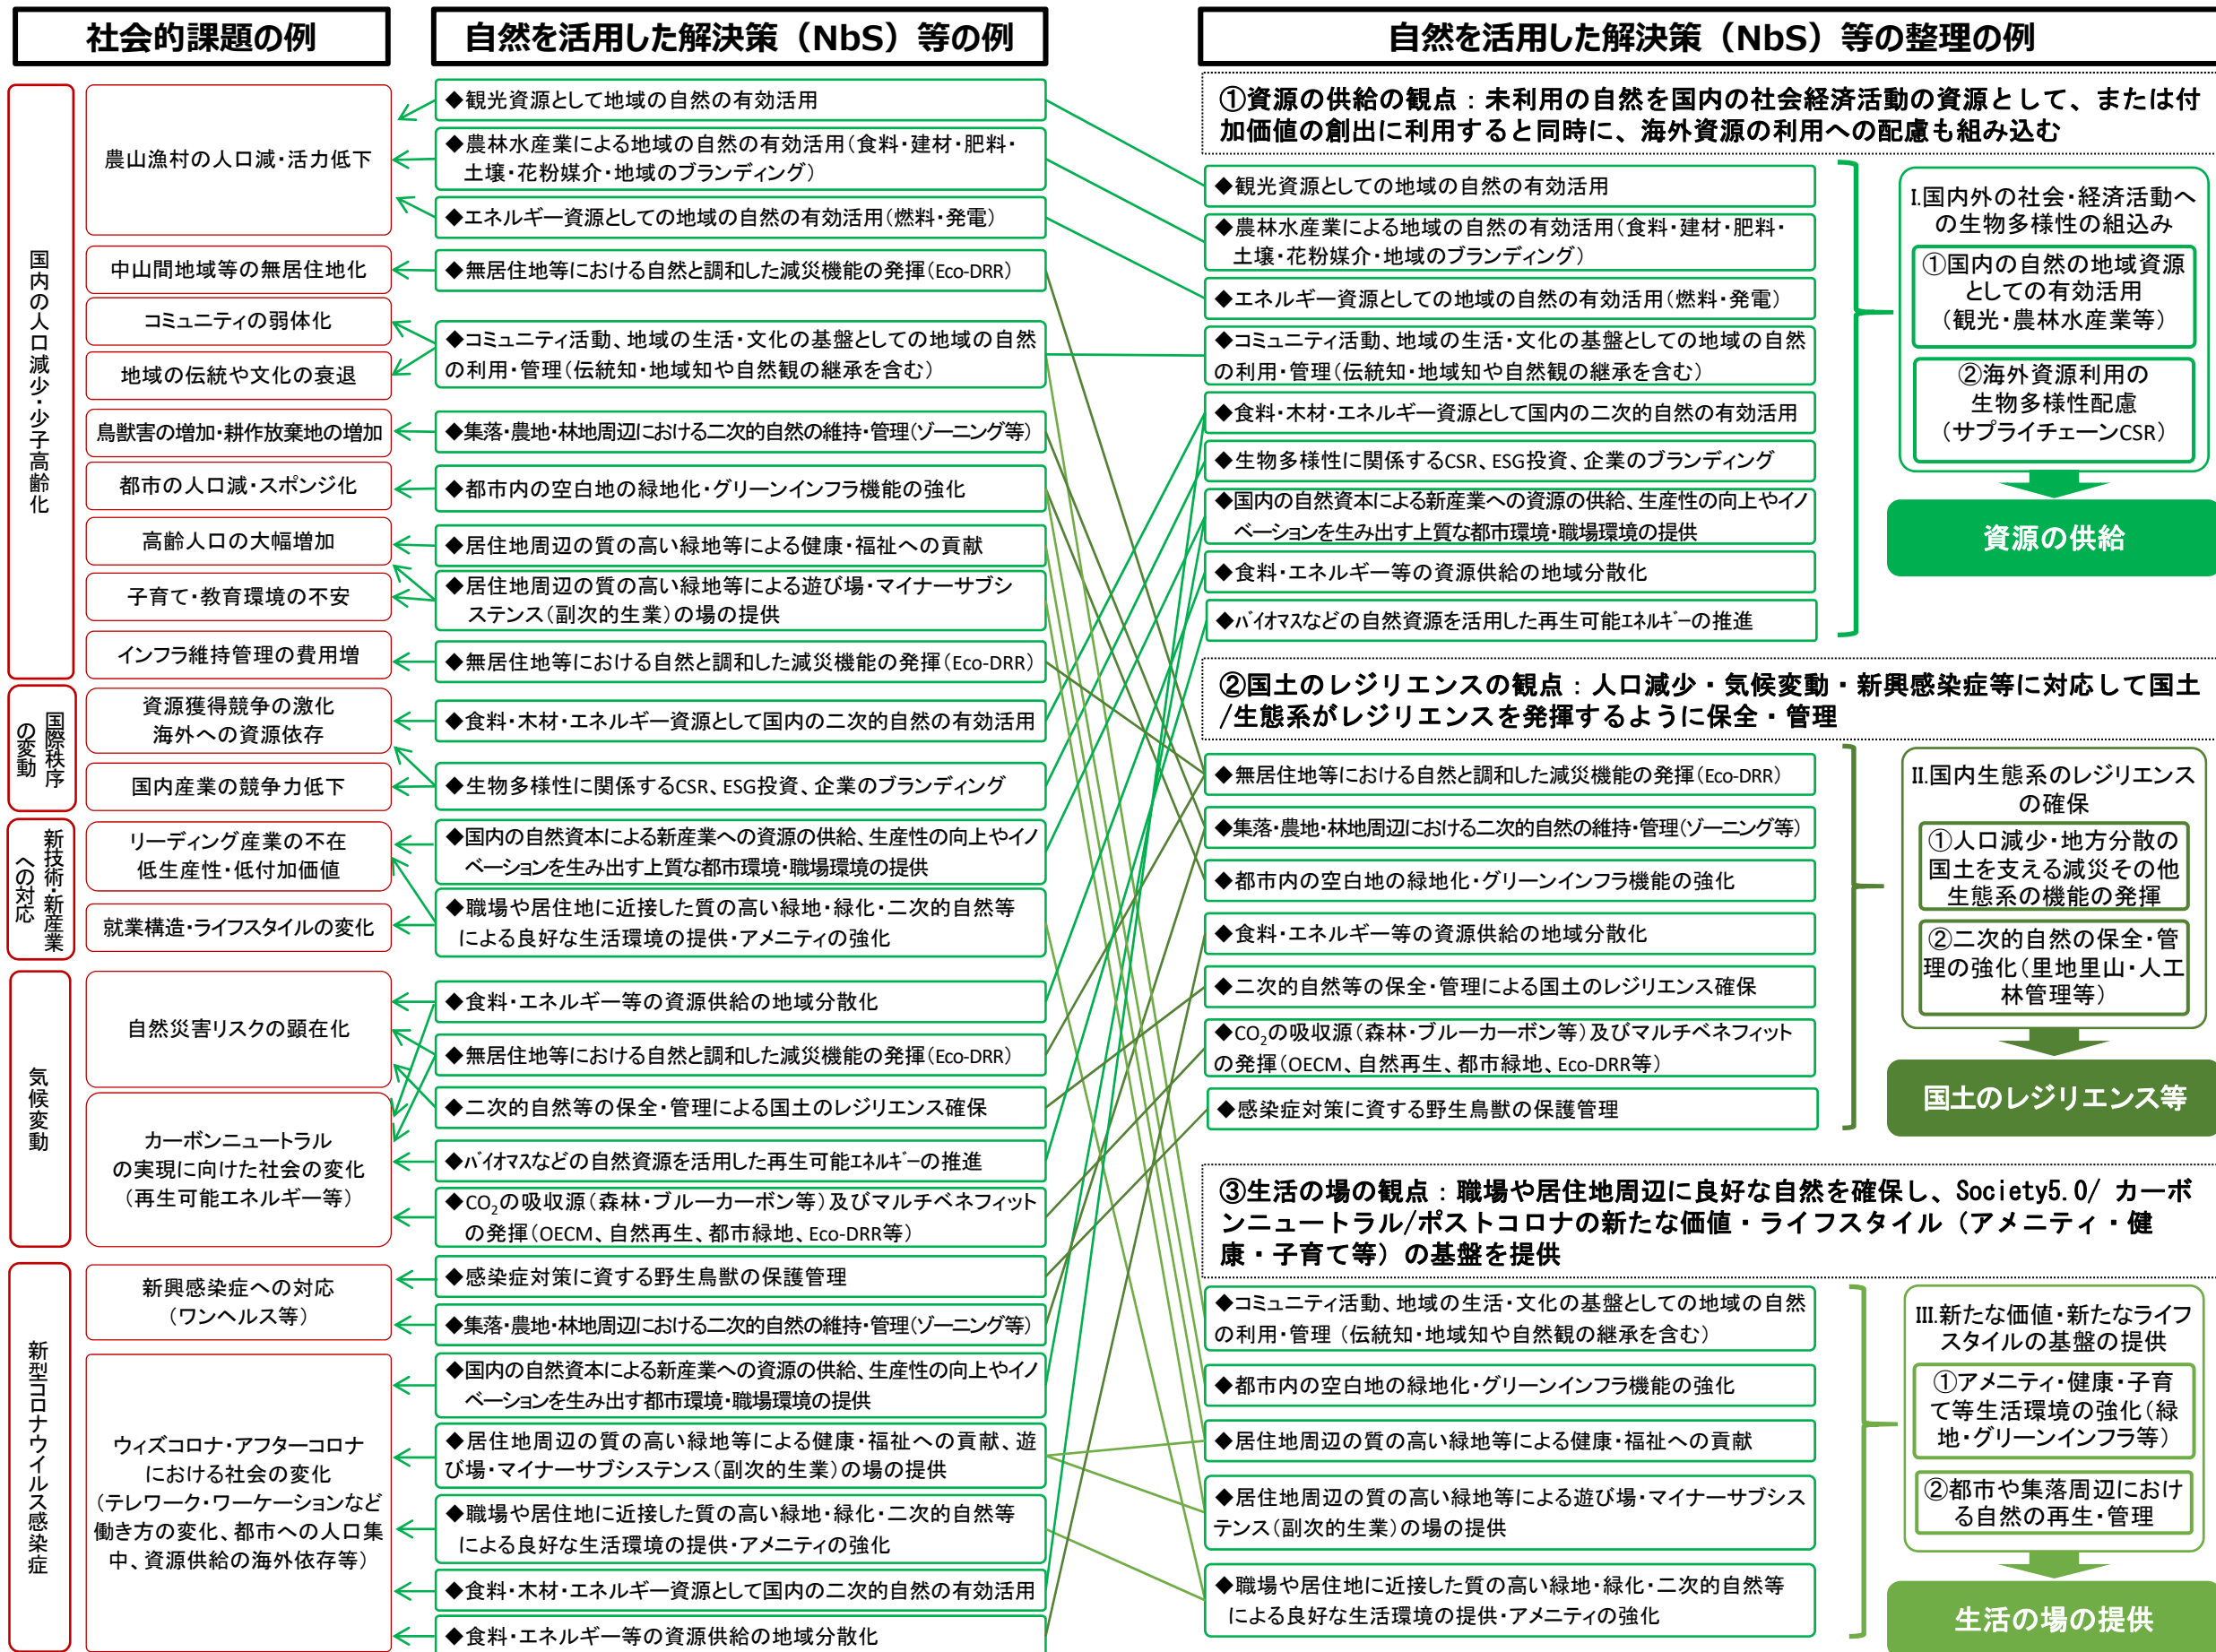 社会的課題の例
自然を活用した解決策（NbS）等の例
自然を活用した解決策（NbS）等の整理の例
国内の人口減少・少子高齢化
農山漁村の人口減・活力低下
中山間地域等の無居住地化
コミュニティの弱体化
地域の伝統や文化の衰退
鳥獣害の増加・耕作放棄地の増加
都市の人口減・スポンジ化
高齢人口の大幅増加
子育て・教育環境の不安
インフラ維持管理の費用増
国際秩序
の変動
資源獲得競争の激化
海外への資源依存
国内産業の競争力低下
新技術・新産業
への対応
リーディング産業の不在
低生産性・低付加価値
就業構造・ライフスタイルの変化
気候変動
自然災害リスクの顕在化
カーボンニュートラル
の実現に向けた社会の変化
（再生可能エネルギー等）
新型コロナウイルス感染症
新興感染症への対応
（ワンヘルス等）
ウィズコロナ・アフターコロナ
における社会の変化
（テレワーク・ワーケーションなど
働き方の変化、都市への人口集
中、資源供給の海外依存等）
◆観光資源として地域の自然の有効活用
◆農林水産業による地域の自然の有効活用（食料・建材・肥料・
土壌・花粉媒介・地域のブランディング）
◆エネルギー資源としての地域の自然の有効活用（燃料・発電）
◆無居住地等における自然と調和した減災機能の発揮（Eco-DRR）
◆コミュニティ活動、地域の生活・文化の基盤としての地域の自然
の利用・管理（伝統知・地域知や自然観の継承を含む）
◆集落・農地・林地周辺における二次的自然の維持・管理（ゾーニング等）
◆都市内の空白地の緑地化・グリーンインフラ機能の強化
◆居住地周辺の質の高い緑地等による健康・福祉への貢献
◆居住地周辺の質の高い緑地等による遊び場・マイナーサブシ
ステンス（副次的生業）の場の提供
◆無居住地等における自然と調和した減災機能の発揮（Eco-DRR）
◆食料・木材・エネルギー資源として国内の二次的自然の有効活用
◆生物多様性に関係するCSR、ESG投資、企業のブランディング
◆国内の自然資本による新産業への資源の供給、生産性の向上やイノ
ベーションを生み出す上質な都市環境・職場環境の提供
◆職場や居住地に近接した質の高い緑地・緑化・二次的自然等
による良好な生活環境の提供・アメニティの強化
◆食料・エネルギー等の資源供給の地域分散化
◆無居住地等における自然と調和した減災機能の発揮（Eco-DRR）
◆二次的自然等の保全・管理による国土のレジリエンス確保
◆バイオマスなどの自然資源を活用した再生可能エネルギーの推進
◆CO₂の吸収源（森林・ブルーカーボン等）及びマルチベネフィット
の発揮（OECM、自然再生、都市緑地、Eco-DRR等）
◆感染症対策に資する野生鳥獣の保護管理
◆集落・農地・林地周辺における二次的自然の維持・管理（ゾーニング等）
◆国内の自然資本による新産業への資源の供給、生産性の向上やイノ
ベーションを生み出す都市環境・職場環境の提供
◆居住地周辺の質の高い緑地等による健康・福祉への貢献、遊
び場・マイナーサブシステンス（副次的生業）の場の提供
◆職場や居住地に近接した質の高い緑地・緑化・二次的自然等
による良好な生活環境の提供・アメニティの強化
◆食料・木材・エネルギー資源として国内の二次的自然の有効活用
◆食料・エネルギー等の資源供給の地域分散化
①資源の供給の観点：未利用の自然を国内の社会経済活動の資源として、または付
加価値の創出に利用すると同時に、海外資源の利用への配慮も組み込む
◆観光資源としての地域の自然の有効活用
◆農林水産業による地域の自然の有効活用（食料・建材・肥料・
土壌・花粉媒介・地域のブランディング）
◆エネルギー資源としての地域の自然の有効活用（燃料・発電）
◆コミュニティ活動、地域の生活・文化の基盤としての地域の自然
の利用・管理（伝統知・地域知や自然観の継承を含む）
◆食料・木材・エネルギー資源として国内の二次的自然の有効活用
◆生物多様性に関係するCSR、ESG投資、企業のブランディング
◆国内の自然資本による新産業への資源の供給、生産性の向上やイノ
ベーションを生み出す上質な都市環境・職場環境の提供
◆食料・エネルギー等の資源供給の地域分散化
◆バイオマスなどの自然資源を活用した再生可能エネルギーの推進
I.国内外の社会・経済活動へ
の生物多様性の組込み
①国内の自然の地域資源
としての有効活用
（観光・農林水産業等）
②海外資源利用の
生物多様性配慮
（サプライチェーンCSR）
資源の供給
②国土のレジリエンスの観点：人口減少・気候変動・新興感染症等に対応して国土
/生態系がレジリエンスを発揮するように保全・管理
◆無居住地等における自然と調和した減災機能の発揮（Eco-DRR）
◆集落・農地・林地周辺における二次的自然の維持・管理（ゾーニング等）
◆都市内の空白地の緑地化・グリーンインフラ機能の強化
◆食料・エネルギー等の資源供給の地域分散化
◆二次的自然等の保全・管理による国土のレジリエンス確保
◆CO₂の吸収源（森林・ブルーカーボン等）及びマルチベネフィット
の発揮（OECM、自然再生、都市緑地、Eco-DRR等）
◆感染症対策に資する野生鳥獣の保護管理
II.国内生態系のレジリエンス
の確保
①人口減少・地方分散の
国土を支える減災その他
生態系の機能の発揮
②二次的自然の保全・管
理の強化（里地里山・人工
林管理等）
国土のレジリエンス等
③生活の場の観点：職場や居住地周辺に良好な自然を確保し、Society5.0/ カーボ
ンニュートラル/ポストコロナの新たな価値・ライフスタイル（アメニティ・健
康・子育て等）の基盤を提供
◆コミュニティ活動、地域の生活・文化の基盤としての地域の自然
の利用・管理（伝統知・地域知や自然観の継承を含む）
◆都市内の空白地の緑地化・グリーンインフラ機能の強化
◆居住地周辺の質の高い緑地等による健康・福祉への貢献
◆居住地周辺の質の高い緑地等による遊び場・マイナーサブシス
テンス（副次的生業）の場の提供
◆職場や居住地に近接した質の高い緑地・緑化・二次的自然等
による良好な生活環境の提供・アメニティの強化
III.新たな価値・新たなライフ
スタイルの基盤の提供
①アメニティ・健康・子育
て等生活環境の強化（緑
地・グリーンインフラ等）
②都市や集落周辺におけ
る自然の再生・管理
生活の場の提供